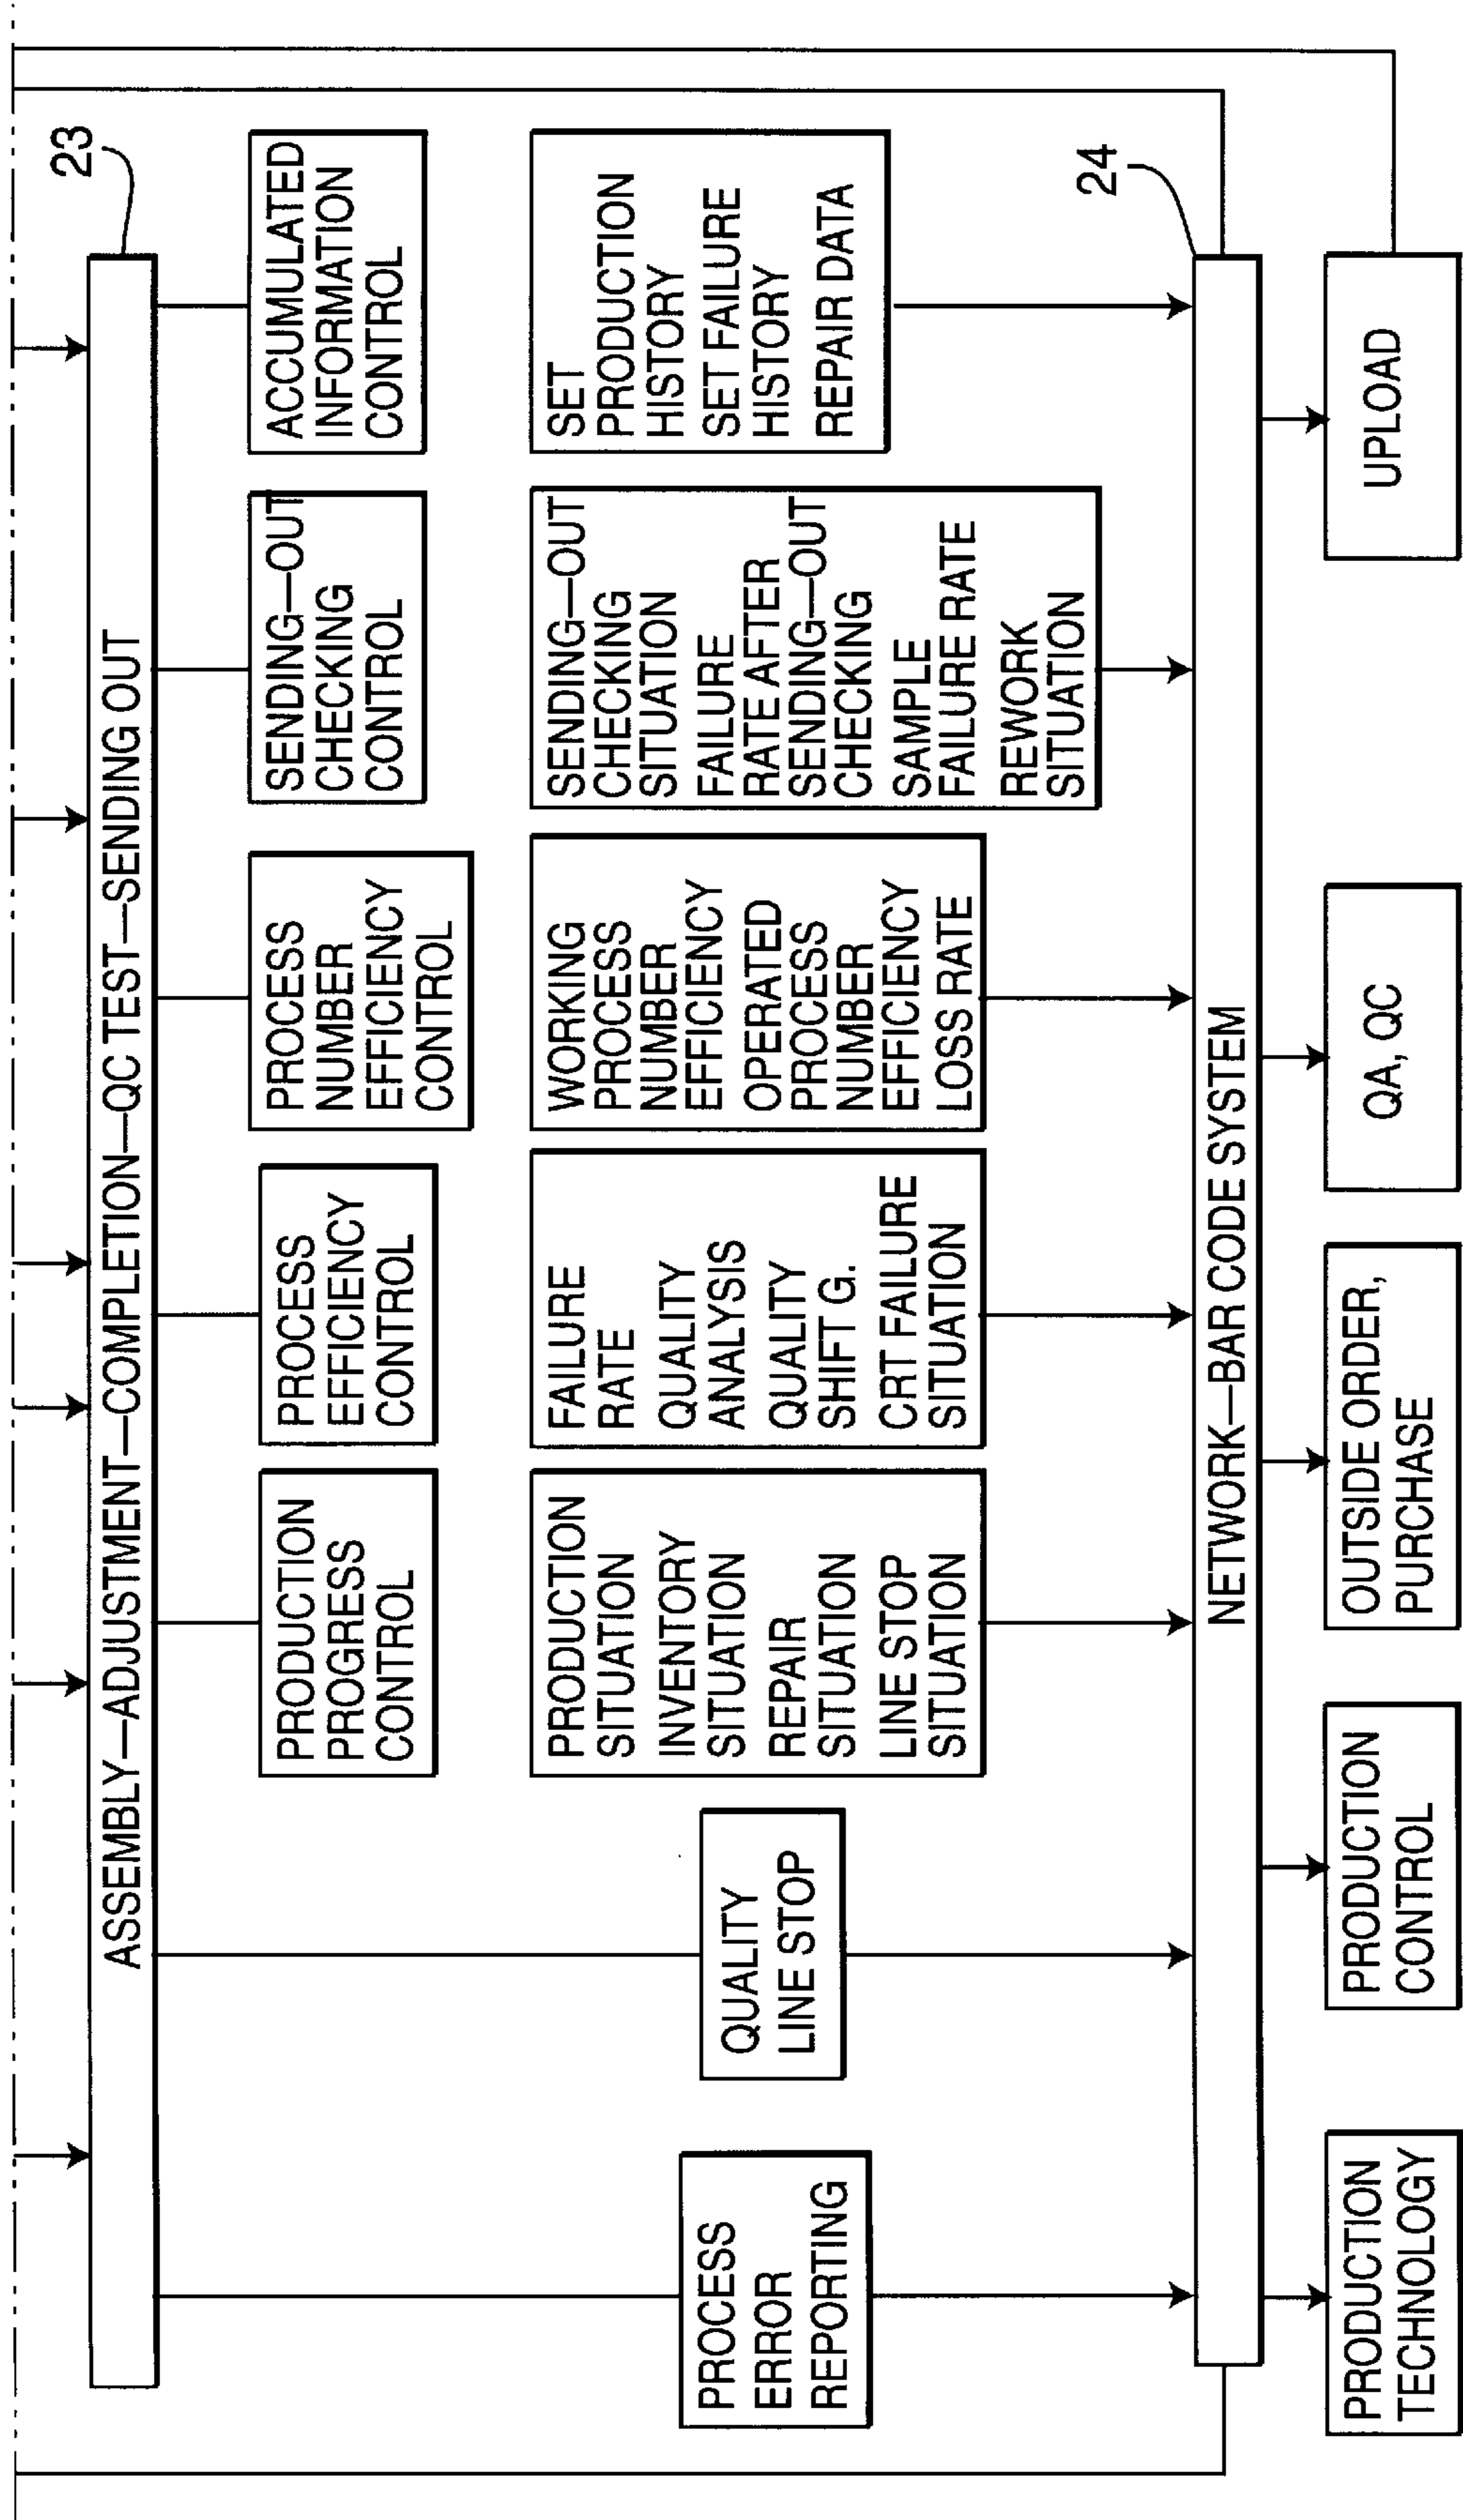 23
ASSEMBLY—ADJUSTMENT—COMPLETION—QC TEST—SENDING OUT
PRODUCTION
PROGRESS
CONTROL
PROCESS
EFFICIENCY
CONTROL
PROCESS
NUMBER
EFFICIENCY
CONTROL
SENDING—OUT
CHECKING
CONTROL
ACCUMULATED
INFORMATION
CONTROL
PROCESS
ERROR
REPORTING
QUALITY
LINE STOP
PRODUCTION
SITUATION
INVENTORY
SITUATION
REPAIR
SITUATION
LINE STOP
SITUATION
FAILURE
RATE
QUALITY
ANALYSIS
QUALITY
SHIFT G.
CRT FAILURE
SITUATION
WORKING
PROCESS
NUMBER
EFFICIENCY
OPERATED
PROCESS
NUMBER
EFFICIENCY
LOSS RATE
SENDING—OUT
CHECKING
SITUATION
FAILURE
RATE AFTER
SENDING—OUT
CHECKING
SAMPLE
FAILURE RATE
REWORK
SITUATION
SET
PRODUCTION
HISTORY
SET FAILURE
HISTORY
REPAIR DATA
24
NETWORK—BAR CODE SYSTEM
PRODUCTION
TECHNOLOGY
PRODUCTION
CONTROL
OUTSIDE ORDER,
PURCHASE
QA, QC
UPLOAD